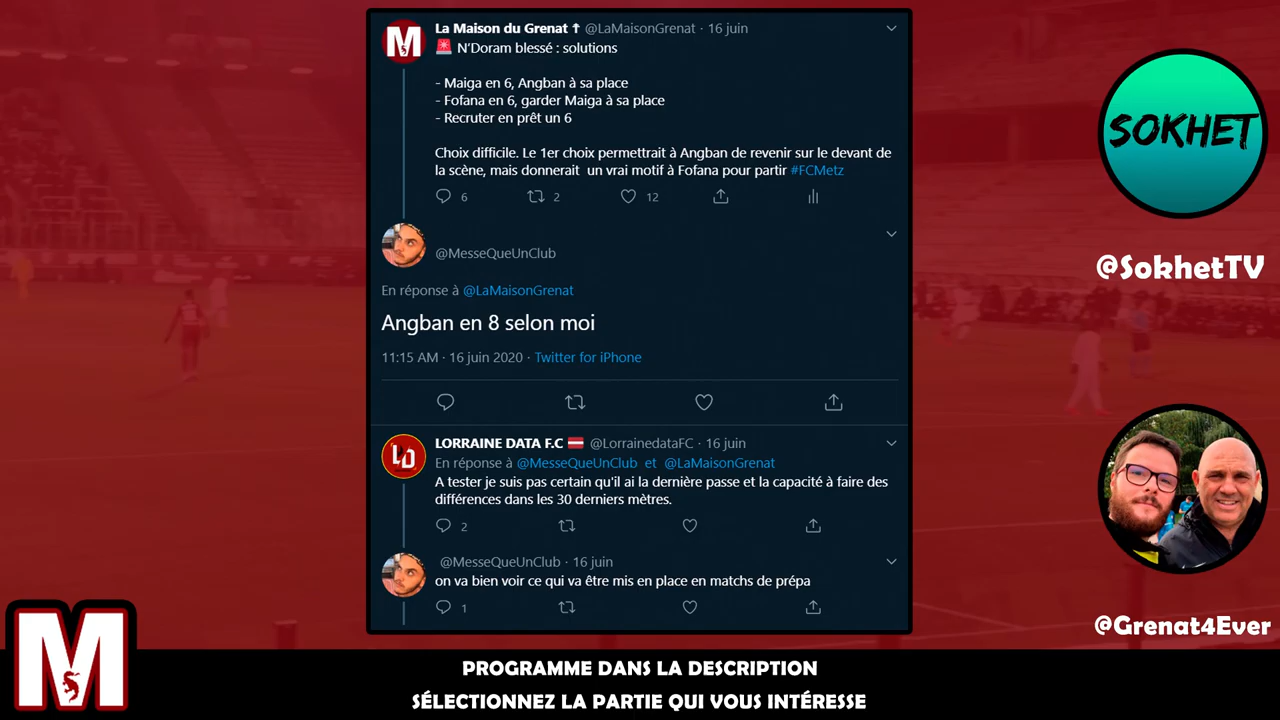 La Maison du Grenat ✝ @LaMaisonGrenat · 16 juin
🚨 N'Doram blessé : solutions
- Maiga en 6, Angban à sa place
- Fofana en 6, garder Maiga à sa place
- Recruter en prêt un 6
Choix difficile. Le 1er choix permettrait à Angban de revenir sur le devant de
la scène, mais donnerait un vrai motif à Fofana pour partir #FCMetz
6 2 12
@MesseQueUnClub
En réponse à @LaMaisonGrenat
Angban en 8 selon moi
11:15 AM · 16 juin 2020 · Twitter for iPhone
LORRAINE DATA F.C @LorrainedataFC · 16 juin
En réponse à @MesseQueUnClub et @LaMaisonGrenat
A tester je suis pas certain qu'il ai la dernière passe et la capacité à faire des
différences dans les 30 derniers mètres.
2
@MesseQueUnClub · 16 juin
on va bien voir ce qui va être mis en place en matchs de prépa
1
SOKHET
@SokhetTV
@Grenat4Ever
M
M
LD
PROGRAMME DANS LA DESCRIPTION
SÉLECTIONNEZ LA PARTIE QUI VOUS INTÉRESSE